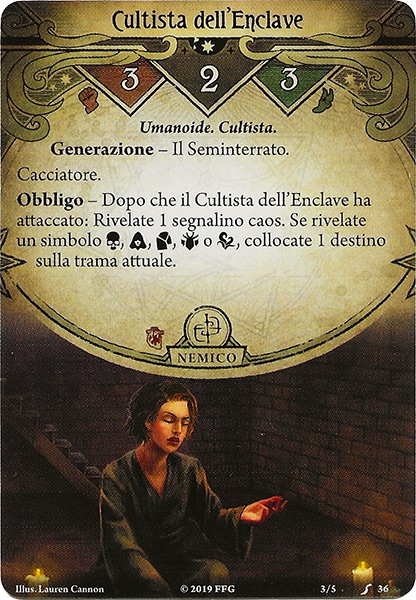 Cultista dell'Enclave
3 2 3
Umanoide. Cultista.
Generazione – Il Seminterrato.
Cacciatore.
Obbligo – Dopo che il Cultista dell'Enclave ha
attaccato: Rivelate 1 segnalino caos. Se rivelate
un simbolo , , , o , collocate 1 destino
sulla trama attuale.
NEMICO
Illus. Lauren Cannon © 2019 FFG 3/5 36